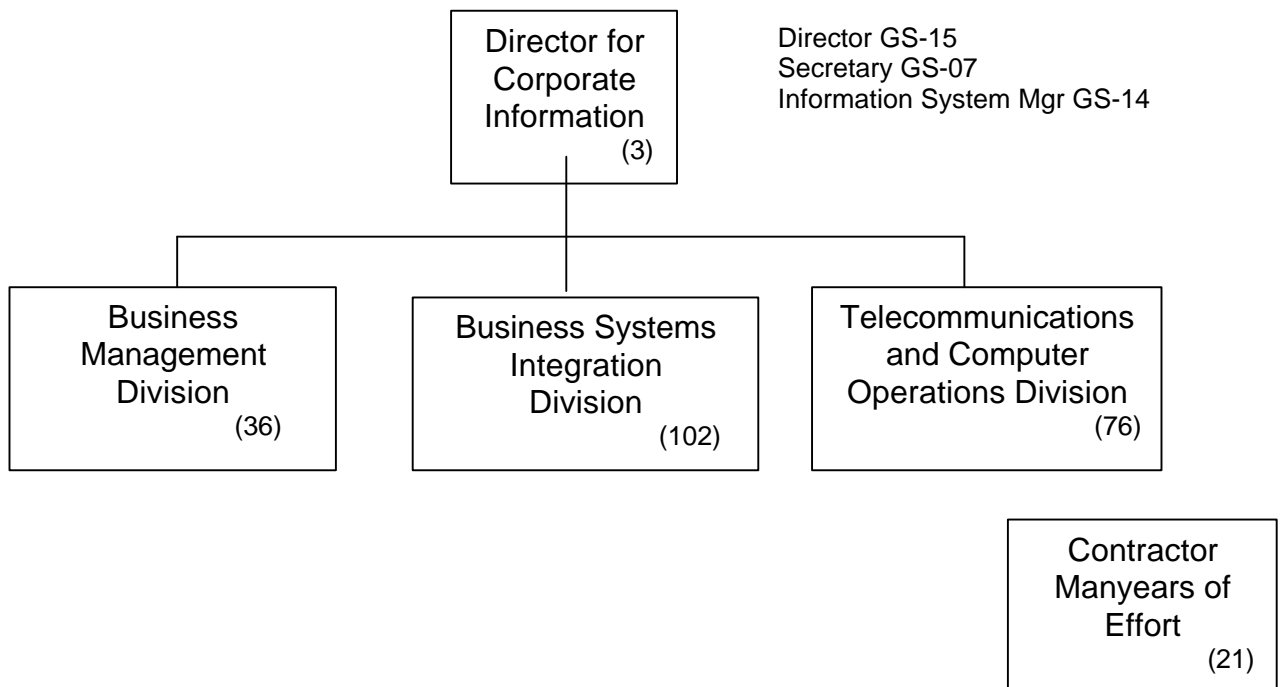 Director for
Corporate
Information
(3)
Director GS-15
Secretary GS-07
Information System Mgr GS-14
Business
Management
Division
(36)
Business Systems
Integration
Division
(102)
Telecommunications
and Computer
Operations Division
(76)
Contractor
Manyears of
Effort
(21)